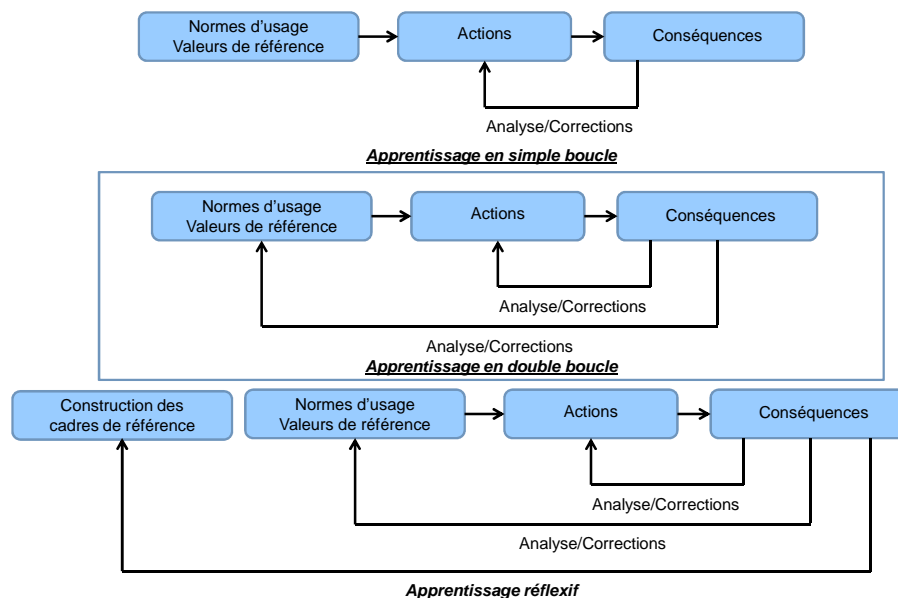 Normes d'usage
Valeurs de référence
Actions
Conséquences
Analyse/Corrections
Apprentissage en simple boucle
Normes d'usage
Valeurs de référence
Actions
Conséquences
Analyse/Corrections
Analyse/Corrections
Apprentissage en double boucle
Construction des
cadres de référence
Normes d'usage
Valeurs de référence
Actions
Conséquences
Analyse/Corrections
Analyse/Corrections
Apprentissage réflexif